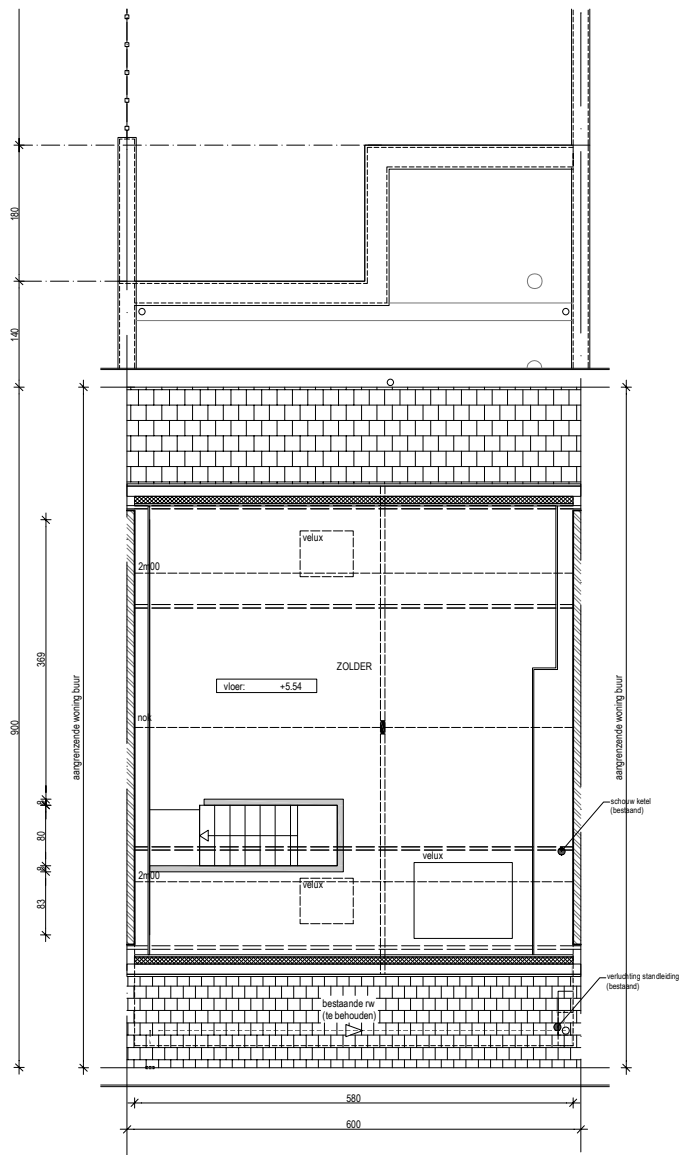 180
140
velux
2m00
369
ZOLDER
vloer: +5.54
900
aangrenzende woning buur
aangrenzende woning buur
nok
8
schouw ketel
(bestaand)
80
velux
8
2m00
velux
83
verluchting standleiding
(bestaand)
bestaande rw
(te behouden)
580
600